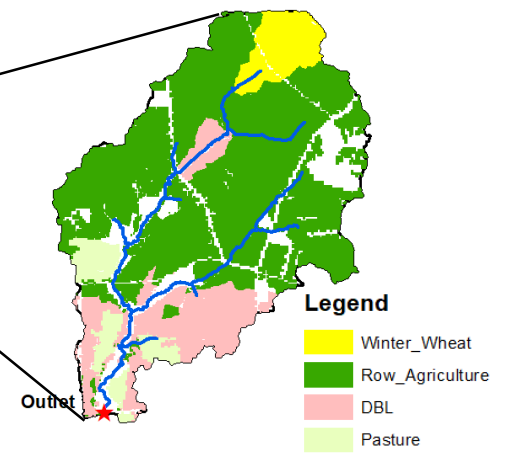 Legend
Winter_Wheat
Row_Agriculture
DBL
Outlet
Pasture